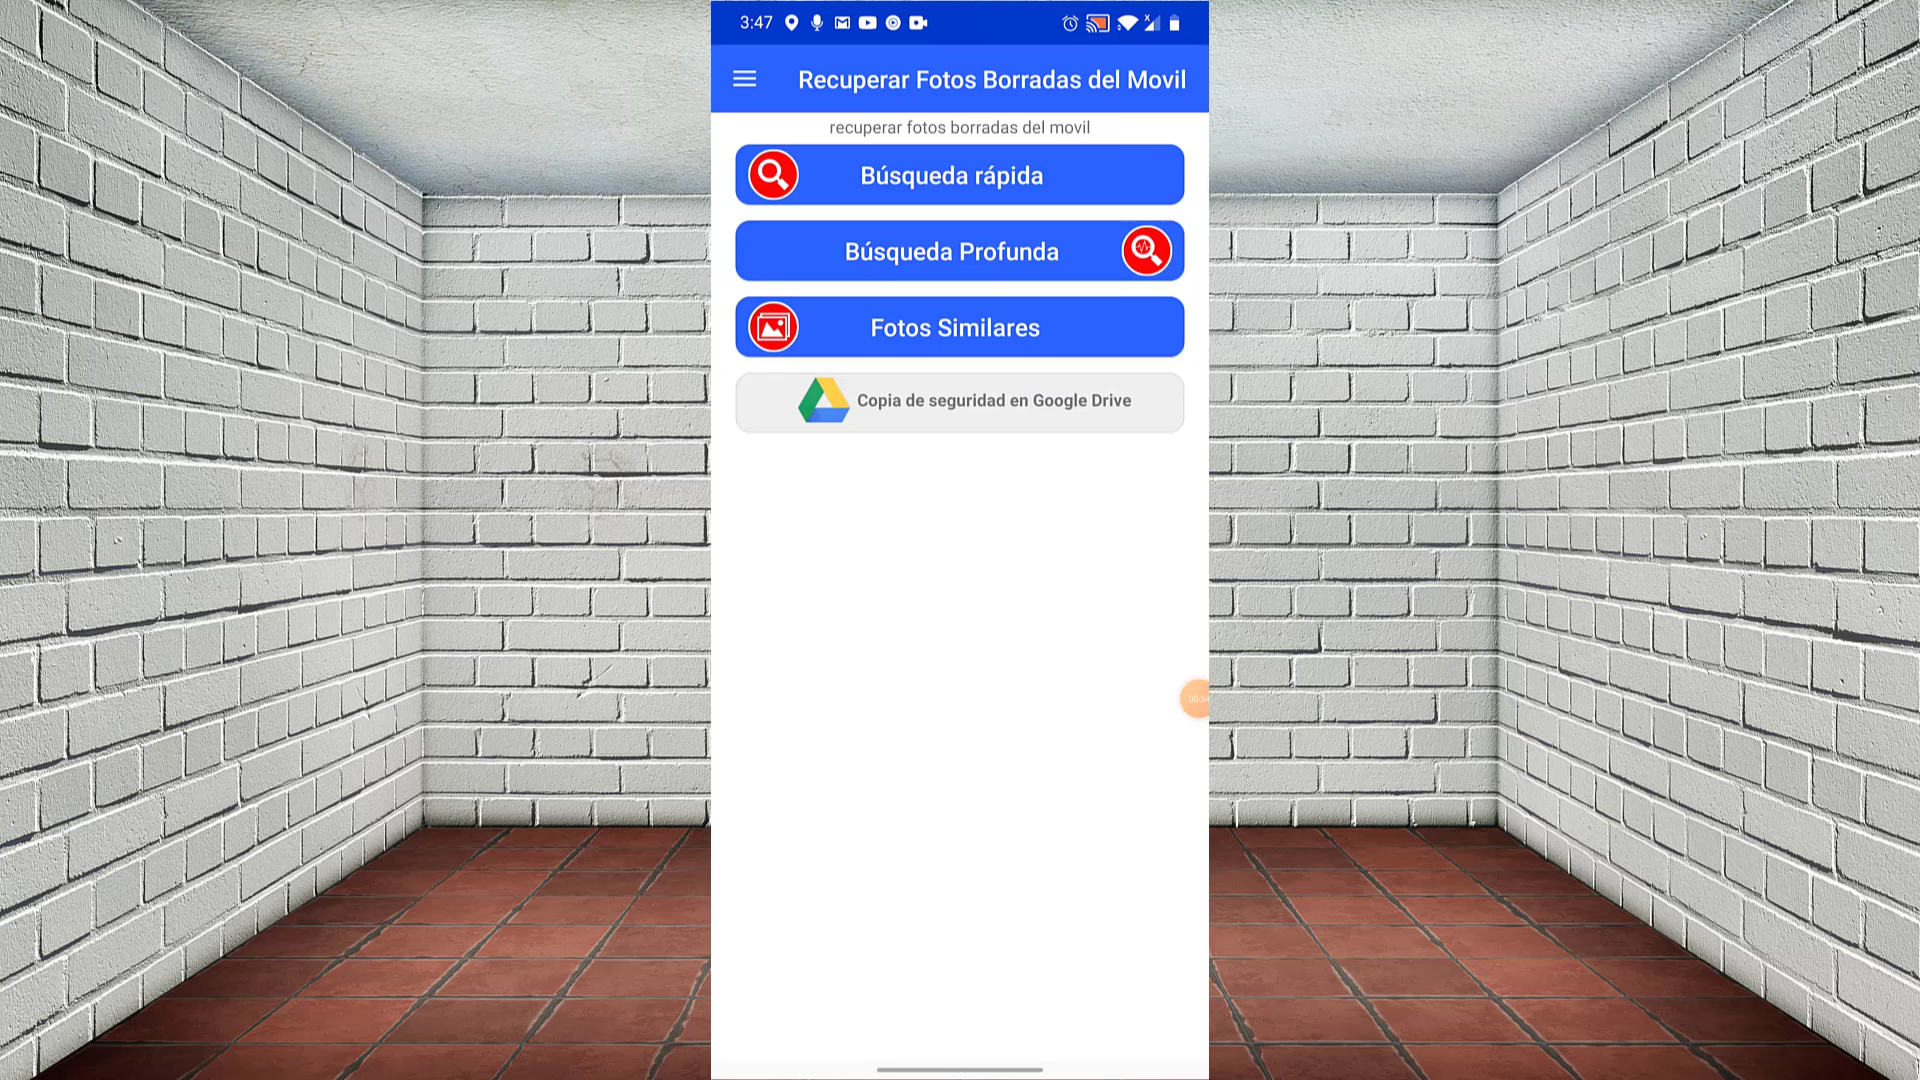 3:47
Recuperar Fotos Borradas del Movil
recuperar fotos borradas del movil
Búsqueda rápida
Búsqueda Profunda
Fotos Similares
Copia de seguridad en Google Drive